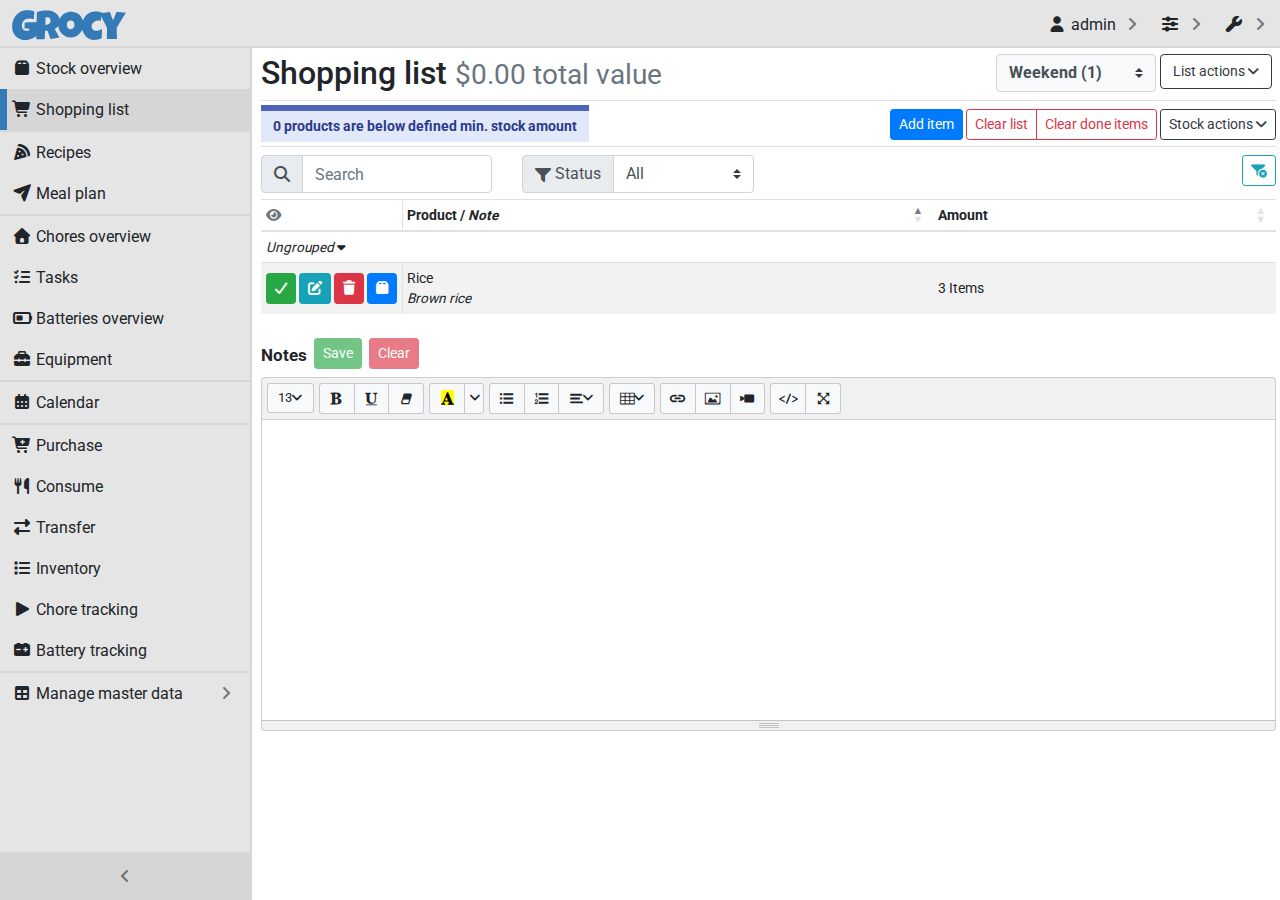 GROCY
admin
Stock overview
Shopping list
Recipes
Meal plan
Chores overview
Tasks
Batteries overview
Equipment
Calendar
Purchase
Consume
Transfer
Inventory
Chore tracking
Battery tracking
Manage master data
Shopping list $0.00 total value
Weekend (1)
List actions
0 products are below defined min. stock amount
Add item
Clear list
Clear done items
Stock actions
Search
Status
All
Product / Note
Amount
Ungrouped
Rice
Brown rice
3 Items
Notes
Save
Clear
13
B
U
A